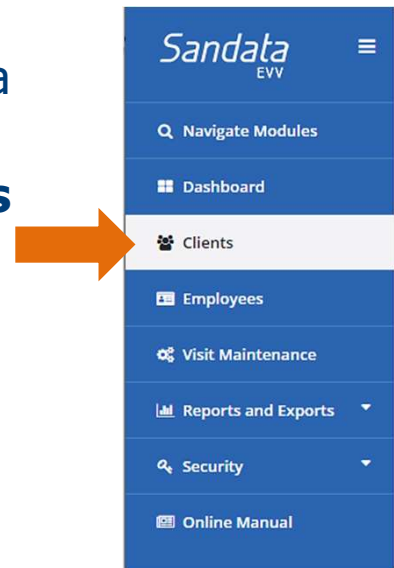 a
s
Sandata
EVV
Navigate Modules
Dashboard
Clients
Employees
Visit Maintenance
Reports and Exports
Security
Online Manual